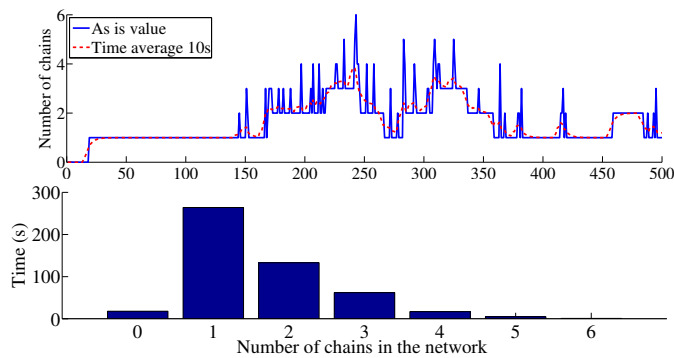 6
As is value
Time average 10s
4
2
0
Number of chains
0 50 100 150 200 250 300 350 400 450 500
300
200
100
0
Time (s)
0 1 2 3 4 5 6
Number of chains in the network